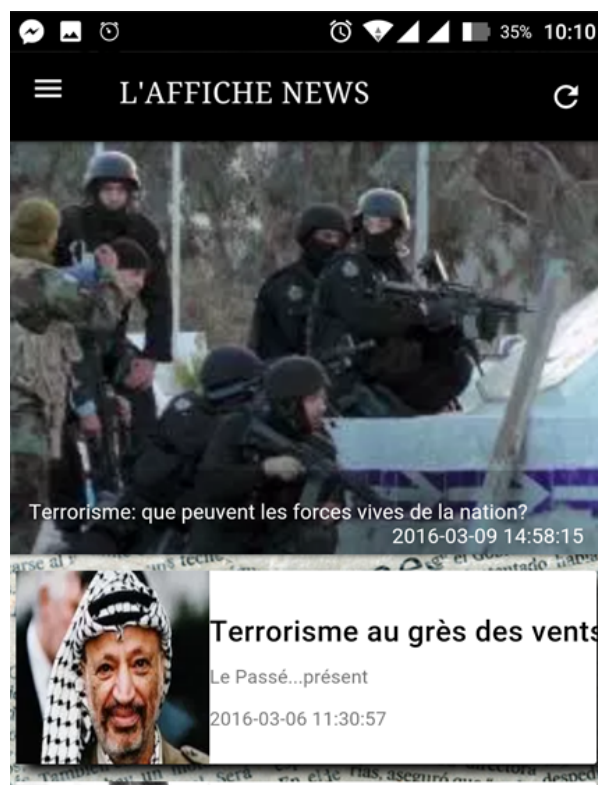 35% 10:10
L'AFFICHE NEWS
Terrorisme: que peuvent les forces vives de la nation?
2016-03-09 14:58:15
Terrorisme au grès des vents
Le Passé...présent
2016-03-06 11:30:57